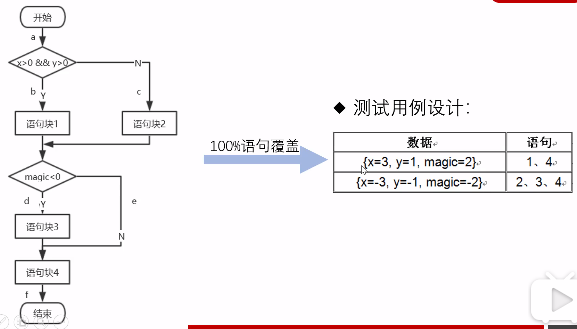 开始
a
x>0 && y>0
N
b Y
c
语句块1
语句块2
magic<0
d Y
e
语句块3
N
语句块4
f
结束
100%语句覆盖
◆ 测试用例设计：
数据 语句
{x=3, y=1, magic=2} 1、4
{x=-3, y=-1, magic=-2} 2、3、4